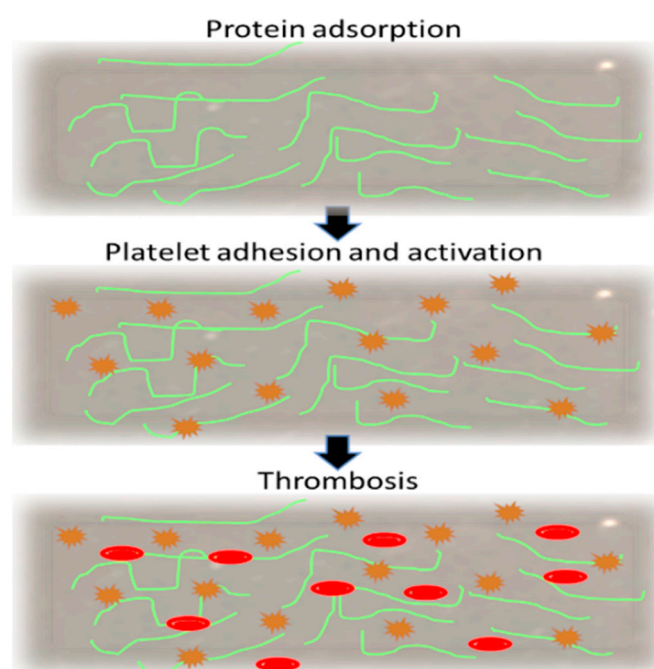 Protein adsorption
Platelet adhesion and activation
Thrombosis